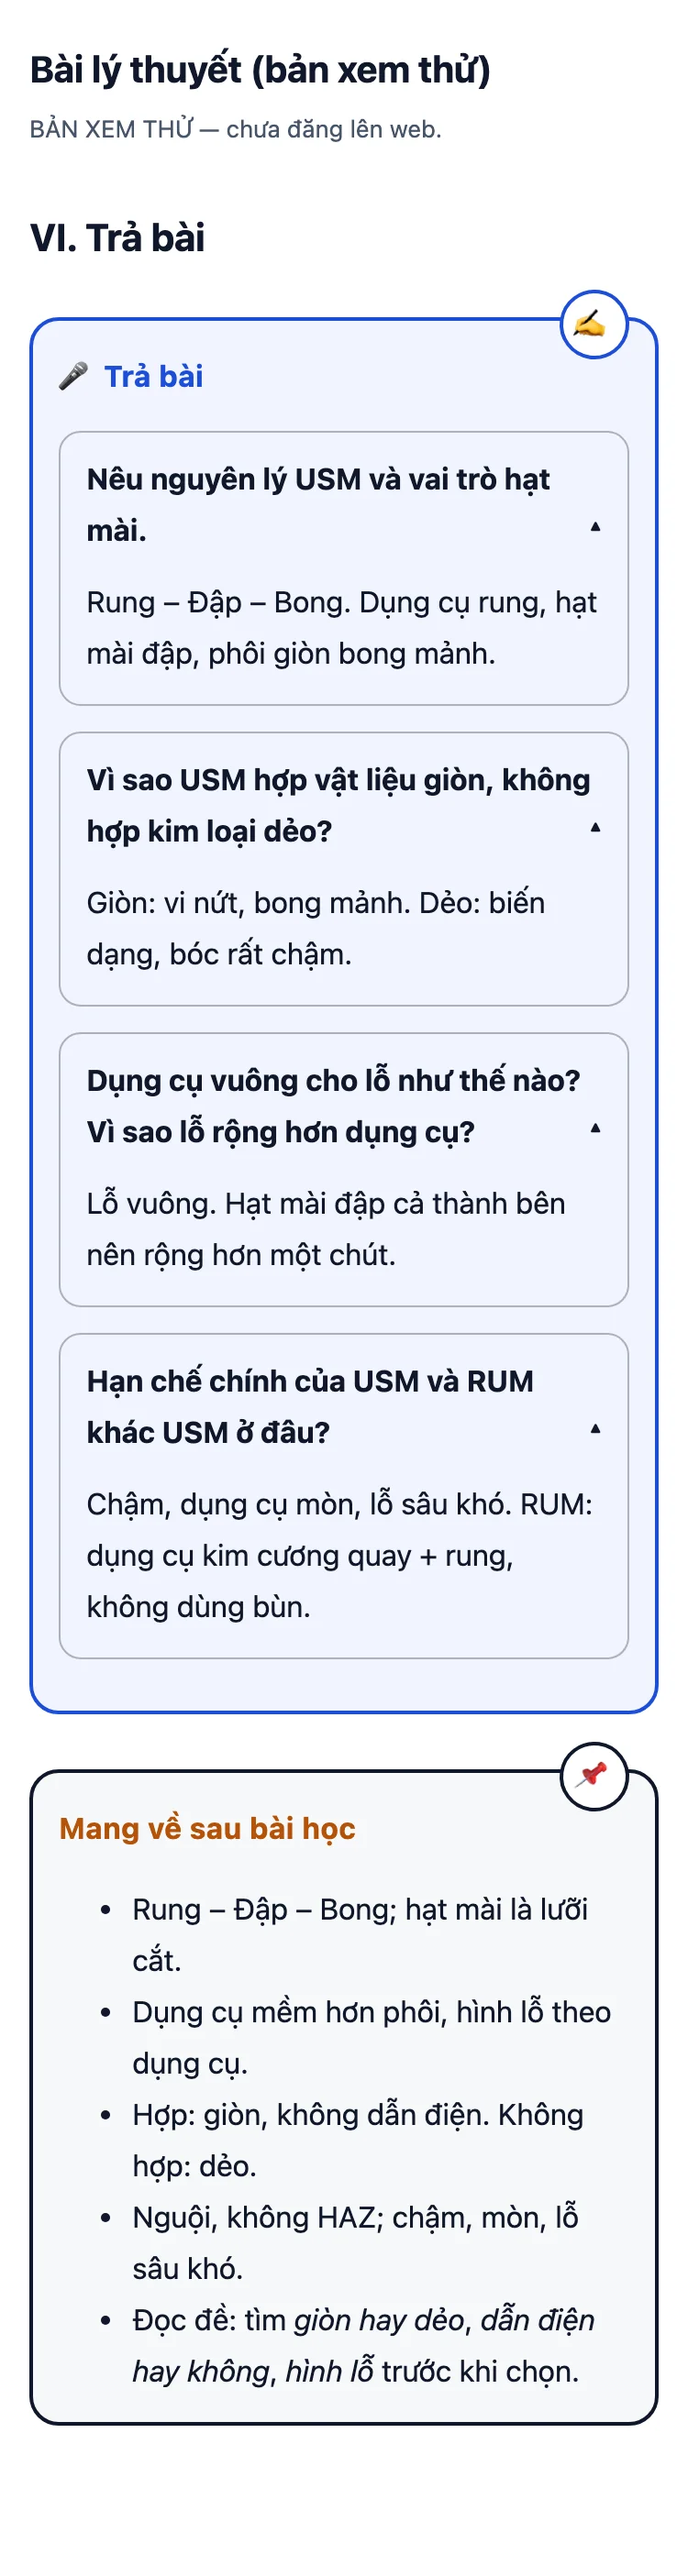 Bài lý thuyết (bản xem thử)
BẢN XEM THỬ — chưa đăng lên web.
VI. Trả bài
Trả bài
Nêu nguyên lý USM và vai trò hạt
mài.
Rung – Đập – Bong. Dụng cụ rung, hạt
mài đập, phôi giòn bong mảnh.
Vì sao USM hợp vật liệu giòn, không
hợp kim loại dẻo?
Giòn: vi nứt, bong mảnh. Dẻo: biến
dạng, bóc rất chậm.
Dụng cụ vuông cho lỗ như thế nào?
Vì sao lỗ rộng hơn dụng cụ?
Lỗ vuông. Hạt mài đập cả thành bên
nên rộng hơn một chút.
Hạn chế chính của USM và RUM
khác USM ở đâu?
Chậm, dụng cụ mòn, lỗ sâu khó. RUM:
dụng cụ kim cương quay + rung,
không dùng bùn.
Mang về sau bài học
• Rung – Đập – Bong; hạt mài là lưỡi
cắt.
• Dụng cụ mềm hơn phôi, hình lỗ theo
dụng cụ.
• Hợp: giòn, không dẫn điện. Không
hợp: dẻo.
• Nguội, không HAZ; chậm, mòn, lỗ
sâu khó.
• Đọc đề: tìm giòn hay dẻo, dẫn điện
hay không, hình lỗ trước khi chọn.